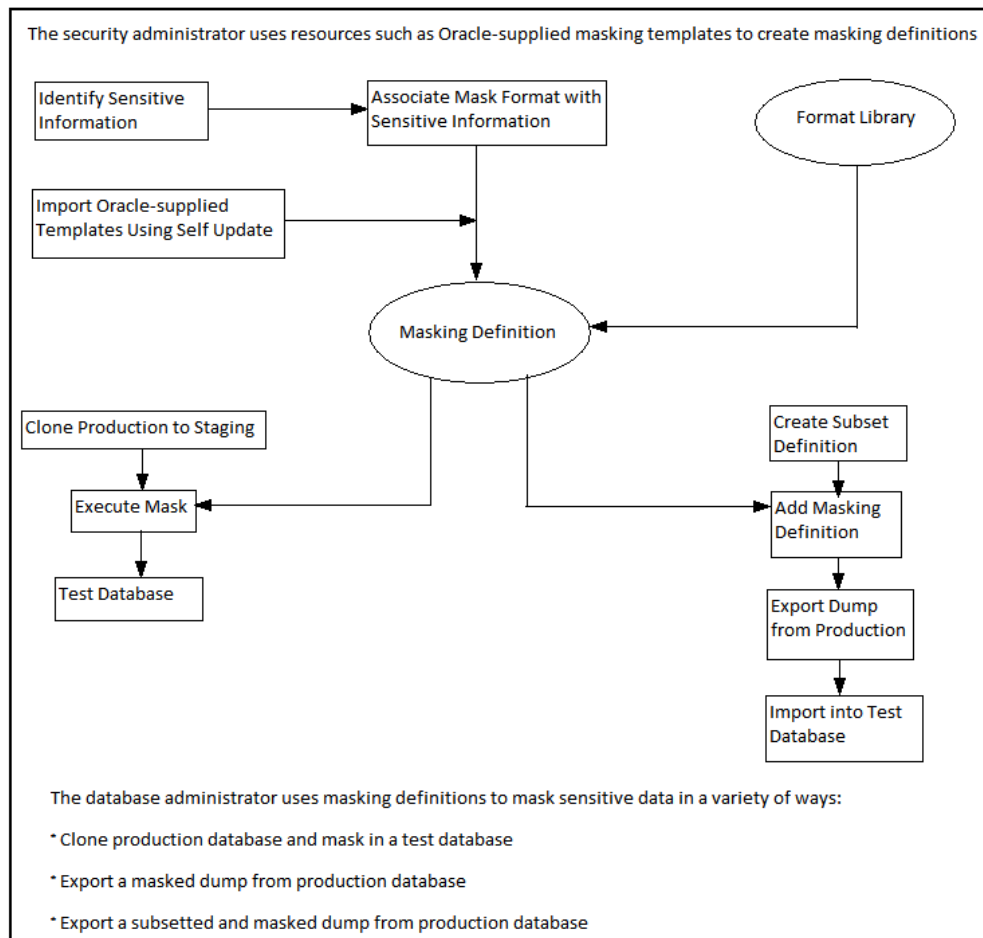 The security administrator uses resources such as Oracle-supplied masking templates to create masking definitions
Identify Sensitive
Information
Associate Mask Format with
Sensitive Information
Format Library
Import Oracle-supplied
Templates Using Self Update
Masking Definition
Clone Production to Staging
Execute Mask
Test Database
Create Subset
Definition
Add Masking
Definition
Export Dump
from Production
Import into Test
Database
The database administrator uses masking definitions to mask sensitive data in a variety of ways:
* Clone production database and mask in a test database
* Export a masked dump from production database
* Export a subsetted and masked dump from production database